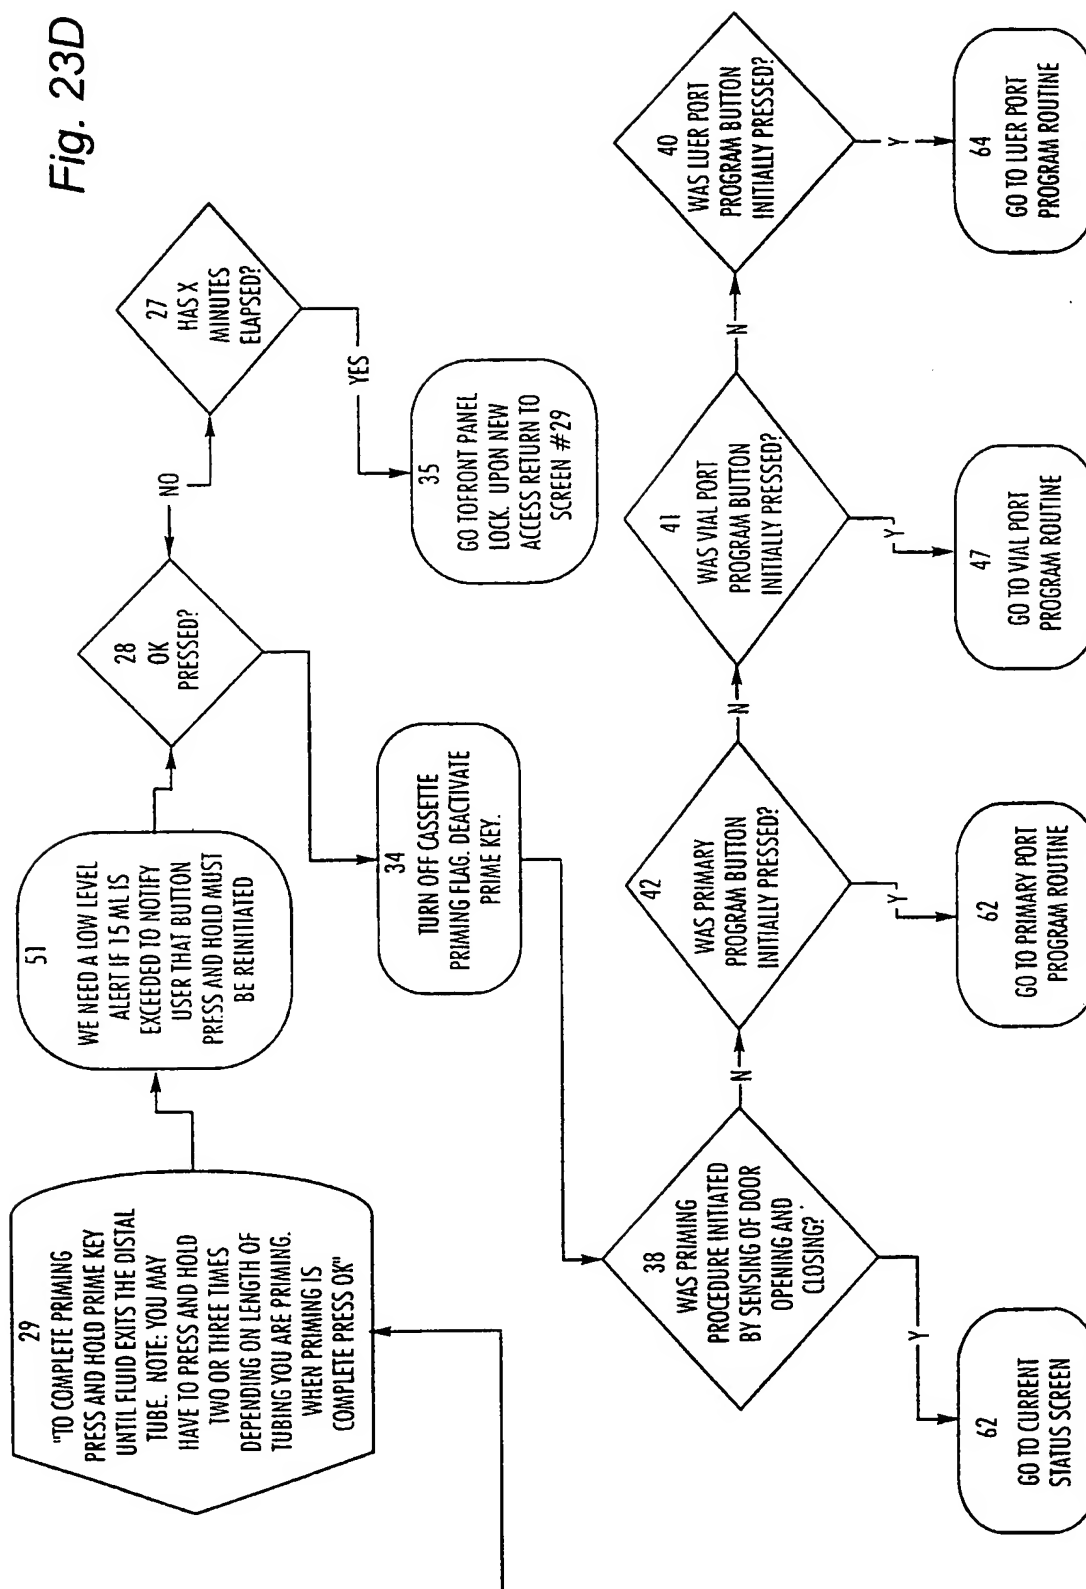 Fig. 23D
29
"TO COMPLETE PRIMING
PRESS AND HOLD PRIME KEY
UNTIL FLUID EXITS THE DISTAL
TUBE. NOTE: YOU MAY
HAVE TO PRESS AND HOLD
TWO OR THREE TIMES
DEPENDING ON LENGTH OF
TUBING YOU ARE PRIMING.
WHEN PRIMING IS
COMPLETE PRESS OK"
51
WE NEED A LOW LEVEL
ALERT IF 15 ML IS
EXCEEDED TO NOTIFY
USER THAT BUTTON
PRESS AND HOLD MUST
BE REINITIATED
28
OK
PRESSED?
NO
27
HAS X
MINUTES
ELAPSED?
YES
35
GO TOFRONT PANEL
LOCK. UPON NEW
ACCESS RETURN TO
SCREEN #29
34
TURN OFF CASSETTE
PRIMING FLAG. DEACTIVATE
PRIME KEY.
38
WAS PRIMING
PROCEDURE INITIATED
BY SENSING OF DOOR
OPENING AND
CLOSING?
N
42
WAS PRIMARY
PROGRAM BUTTON
INITIALLY PRESSED?
N
41
WAS VIAL PORT
PROGRAM BUTTON
INITIALLY PRESSED?
N
40
WAS LUER PORT
PROGRAM BUTTON
INITIALLY PRESSED?
Y
62
GO TO CURRENT
STATUS SCREEN
Y
62
GO TO PRIMARY PORT
PROGRAM ROUTINE
Y
47
GO TO VIAL PORT
PROGRAM ROUTINE
Y
64
GO TO LUER PORT
PROGRAM ROUTINE